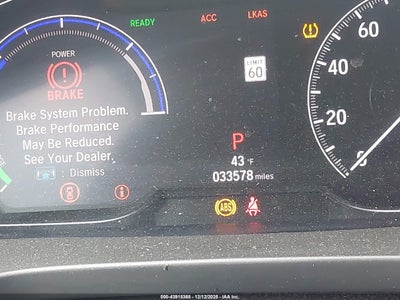 READY
ACC
LKAS
POWER
LIMIT
60
BRAKE
Brake System Problem.
Brake Performance
May Be Reduced.
See Your Dealer.
: Dismiss
60
40
20
0
P
43 °F
033578 miles
ABS
000-43915388 - 12/12/2025 - IAA Inc.